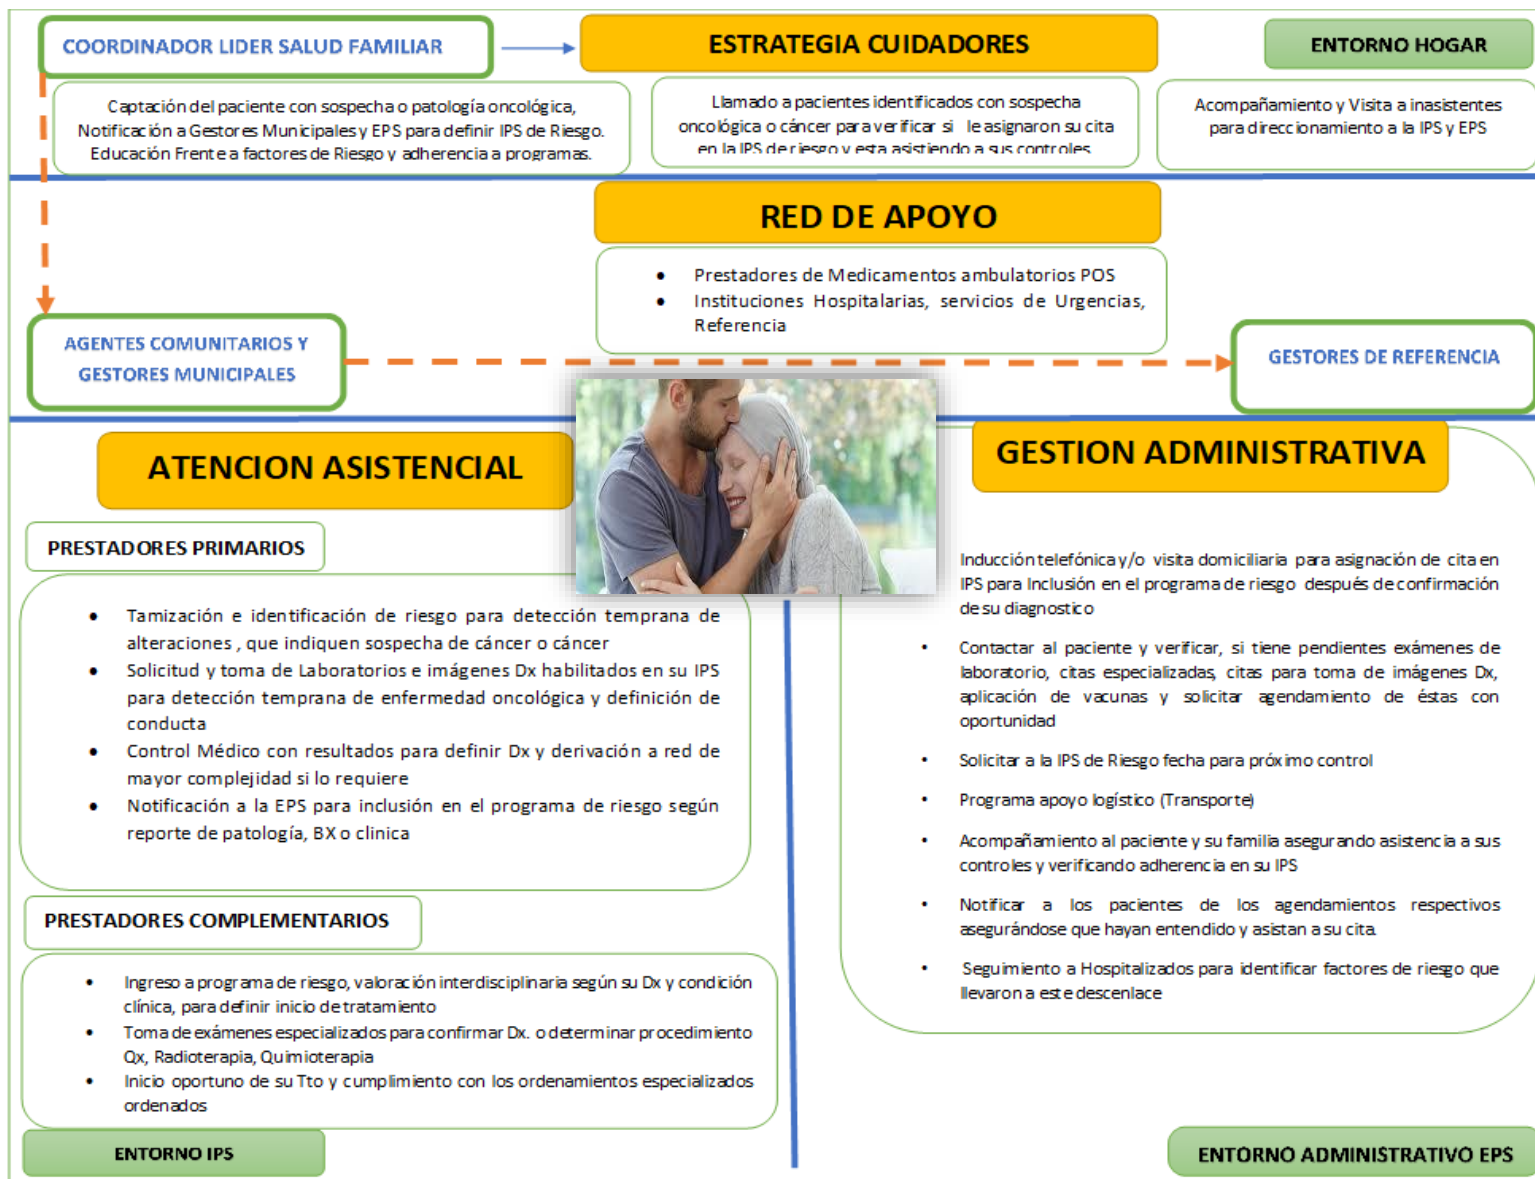 COORDINADOR LIDER SALUD FAMILIAR
ESTRATEGIA CUIDADORES
ENTORNO HOGAR
Captación del paciente con sospecha o patología oncológica,
Notificación a Gestores Municipales y EPS para definir IPS de Riesgo.
Educación Frente a factores de Riesgo y adherencia a programas.
Llamado a pacientes identificados con sospecha
oncológica o cáncer para verificar si le asignaron su cita
en la IPS de riesgo y esta asistiendo a sus controles
Acompañamiento y Visita a inasistentes
para direccionamiento a la IPS y EPS
RED DE APOYO
• Prestadores de Medicamentos ambulatorios POS
• Instituciones Hospitalarias, servicios de Urgencias,
Referencia
AGENTES COMUNITARIOS Y
GESTORES MUNICIPALES
GESTORES DE REFERENCIA
ATENCION ASISTENCIAL
PRESTADORES PRIMARIOS
• Tamización e identificación de riesgo para detección temprana de
alteraciones , que indiquen sospecha de cáncer o cáncer
• Solicitud y toma de Laboratorios e imágenes Dx habilitados en su IPS
para detección temprana de enfermedad oncológica y definición de
conducta
• Control Médico con resultados para definir Dx y derivación a red de
mayor complejidad si lo requiere
• Notificación a la EPS para inclusión en el programa de riesgo según
reporte de patología, BX o clinica
PRESTADORES COMPLEMENTARIOS
• Ingreso a programa de riesgo, valoración interdisciplinaria según su Dx y condición
clínica, para definir inicio de tratamiento
• Toma de exámenes especializados para confirmar Dx. o determinar procedimiento
Qx, Radioterapia, Quimioterapia
• Inicio oportuno de su Tto y cumplimiento con los ordenamientos especializados
ordenados
ENTORNO IPS
GESTION ADMINISTRATIVA
Inducción telefónica y/o visita domiciliaria para asignación de cita en
IPS para Inclusión en el programa de riesgo después de confirmación
de su diagnostico
• Contactar al paciente y verificar, si tiene pendientes exámenes de
laboratorio, citas especializadas, citas para toma de imágenes Dx,
aplicación de vacunas y solicitar agendamiento de éstas con
oportunidad
• Solicitar a la IPS de Riesgo fecha para próximo control
• Programa apoyo logístico (Transporte)
• Acompañamiento al paciente y su familia asegurando asistencia a sus
controles y verificando adherencia en su IPS
• Notificar a los pacientes de los agendamientos respectivos
asegurándose que hayan entendido y asistan a su cita.
• Seguimiento a Hospitalizados para identificar factores de riesgo que
llevaron a este descenlace
ENTORNO ADMINISTRATIVO EPS